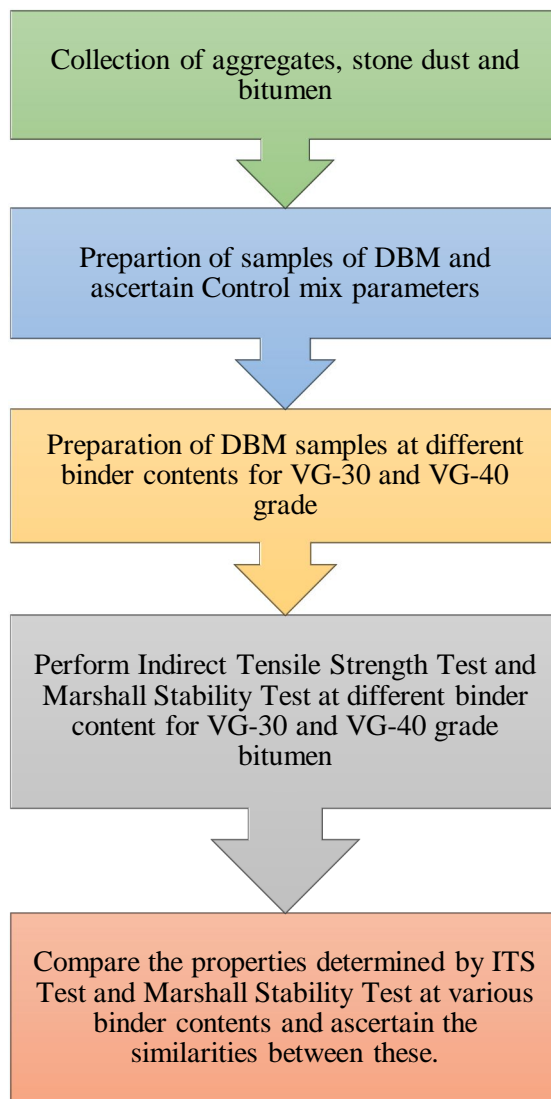 Collection of aggregates, stone dust and
bitumen
Prepartion of samples of DBM and
ascertain Control mix parameters
Preparation of DBM samples at different
binder contents for VG-30 and VG-40
grade
Perform Indirect Tensile Strength Test and
Marshall Stability Test at different binder
content for VG-30 and VG-40 grade
bitumen
Compare the properties determined by ITS
Test and Marshall Stability Test at various
binder contents and ascertain the
similarities between these.